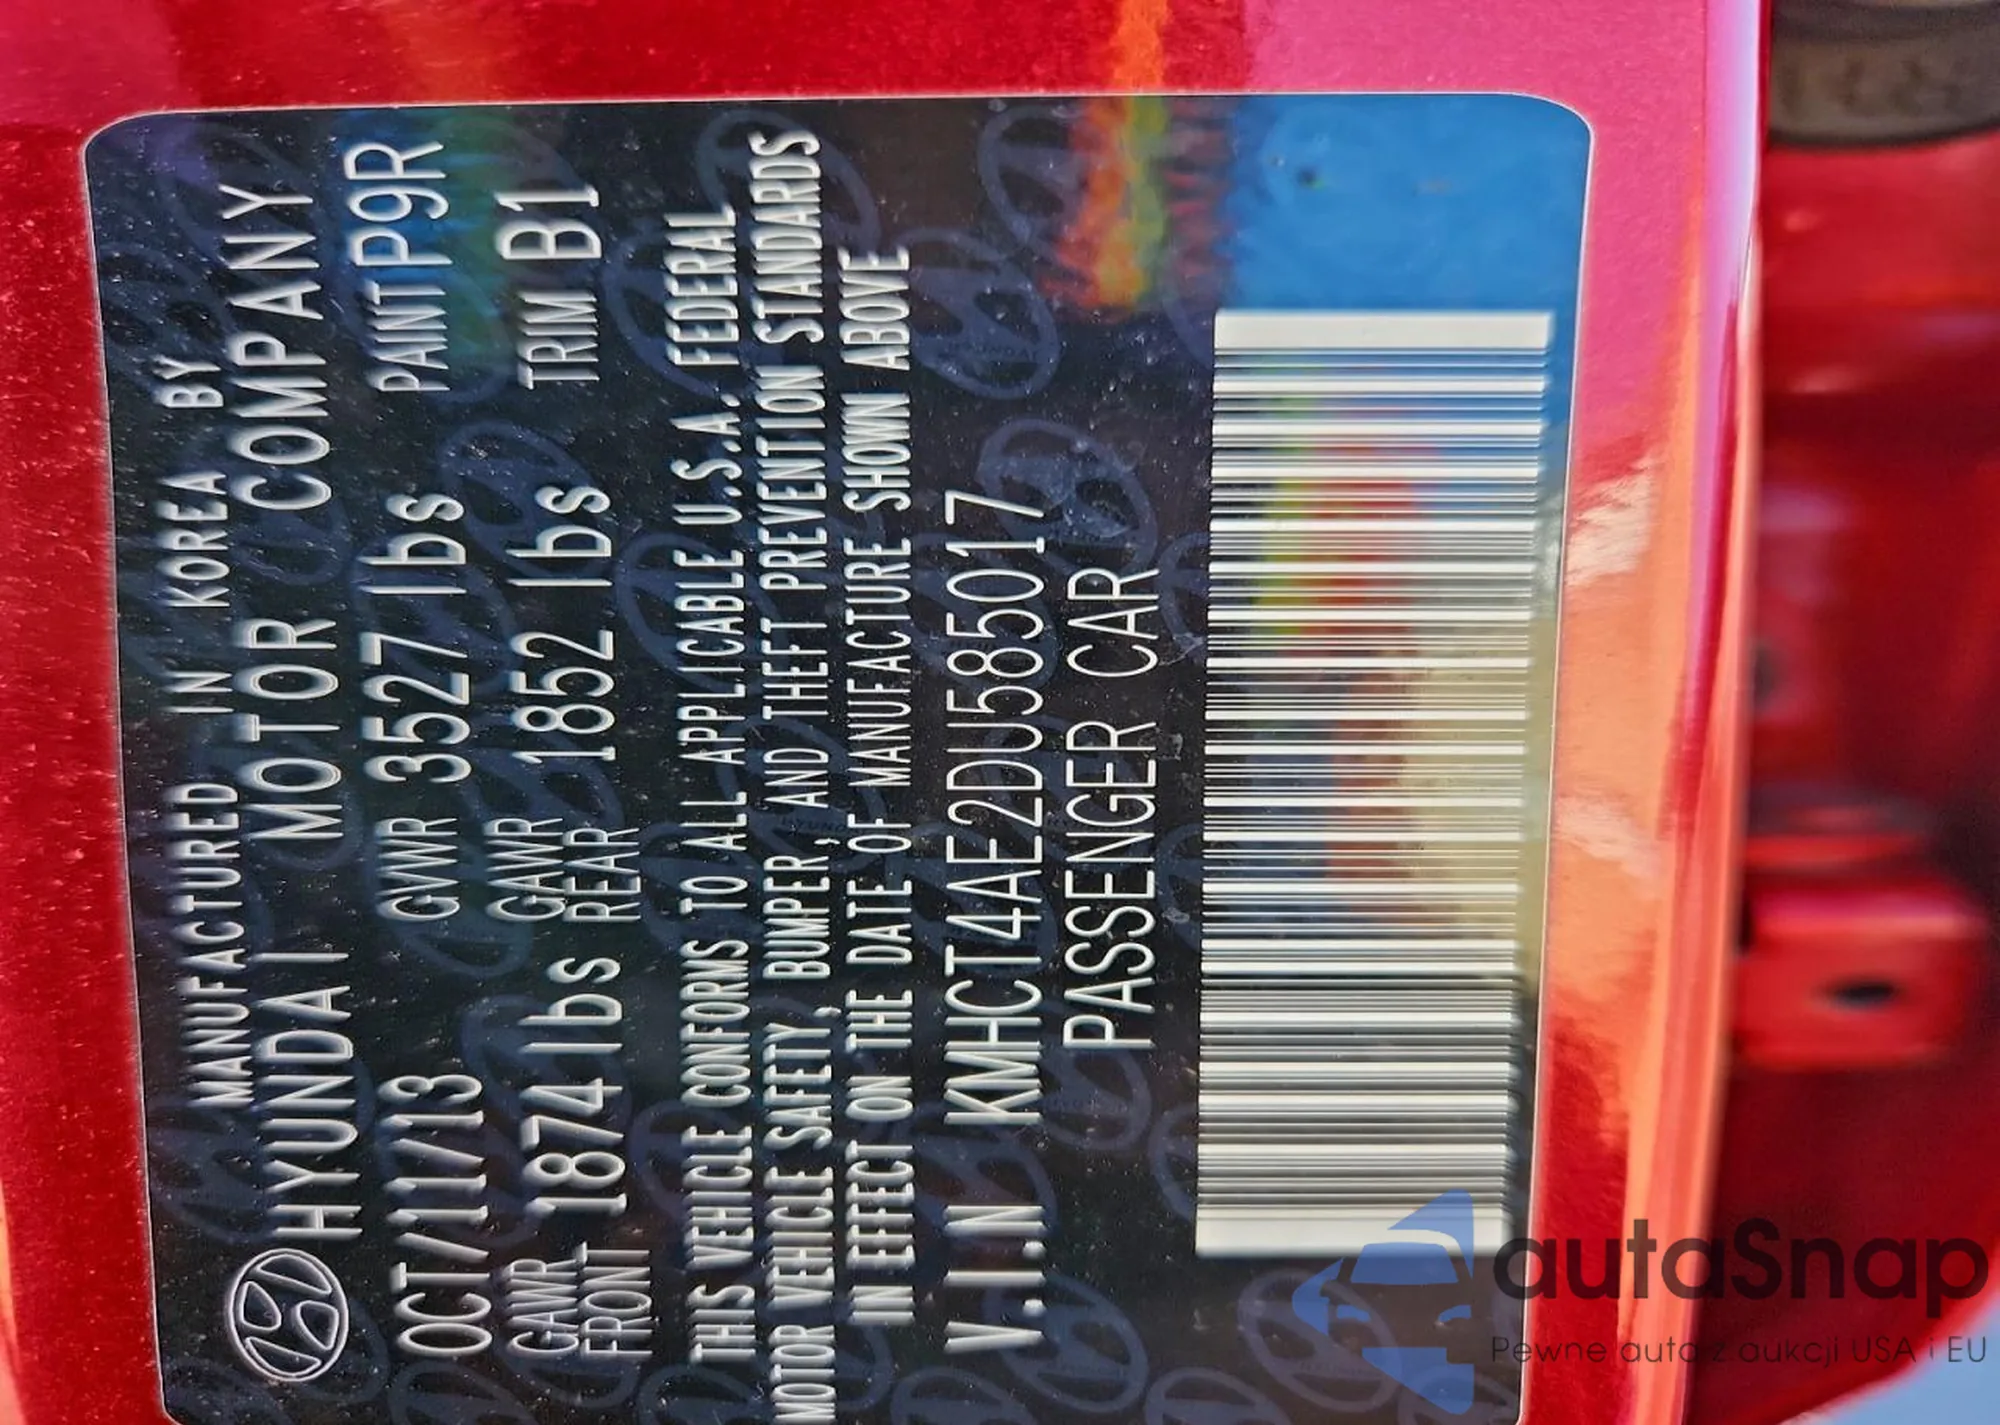 MANUFACTURED IN KOREA BY
HYUNDAI MOTOR COMPANY
OCT/11/13 GVWR 3527 lbs PAINT P9R
GAWR FRONT 1874 lbs GAWR REAR 1852 lbs TRIM B1
THIS VEHICLE CONFORMS TO ALL APPLICABLE U.S.A. FEDERAL
MOTOR VEHICLE SAFETY, BUMPER, AND THEFT PREVENTION STANDARDS
IN EFFECT ON THE DATE OF MANUFACTURE SHOWN ABOVE
V.I.N KMHCT4AE2DU585017
PASSENGER CAR
autaSnap
Pewne auta z aukcji USA i EU